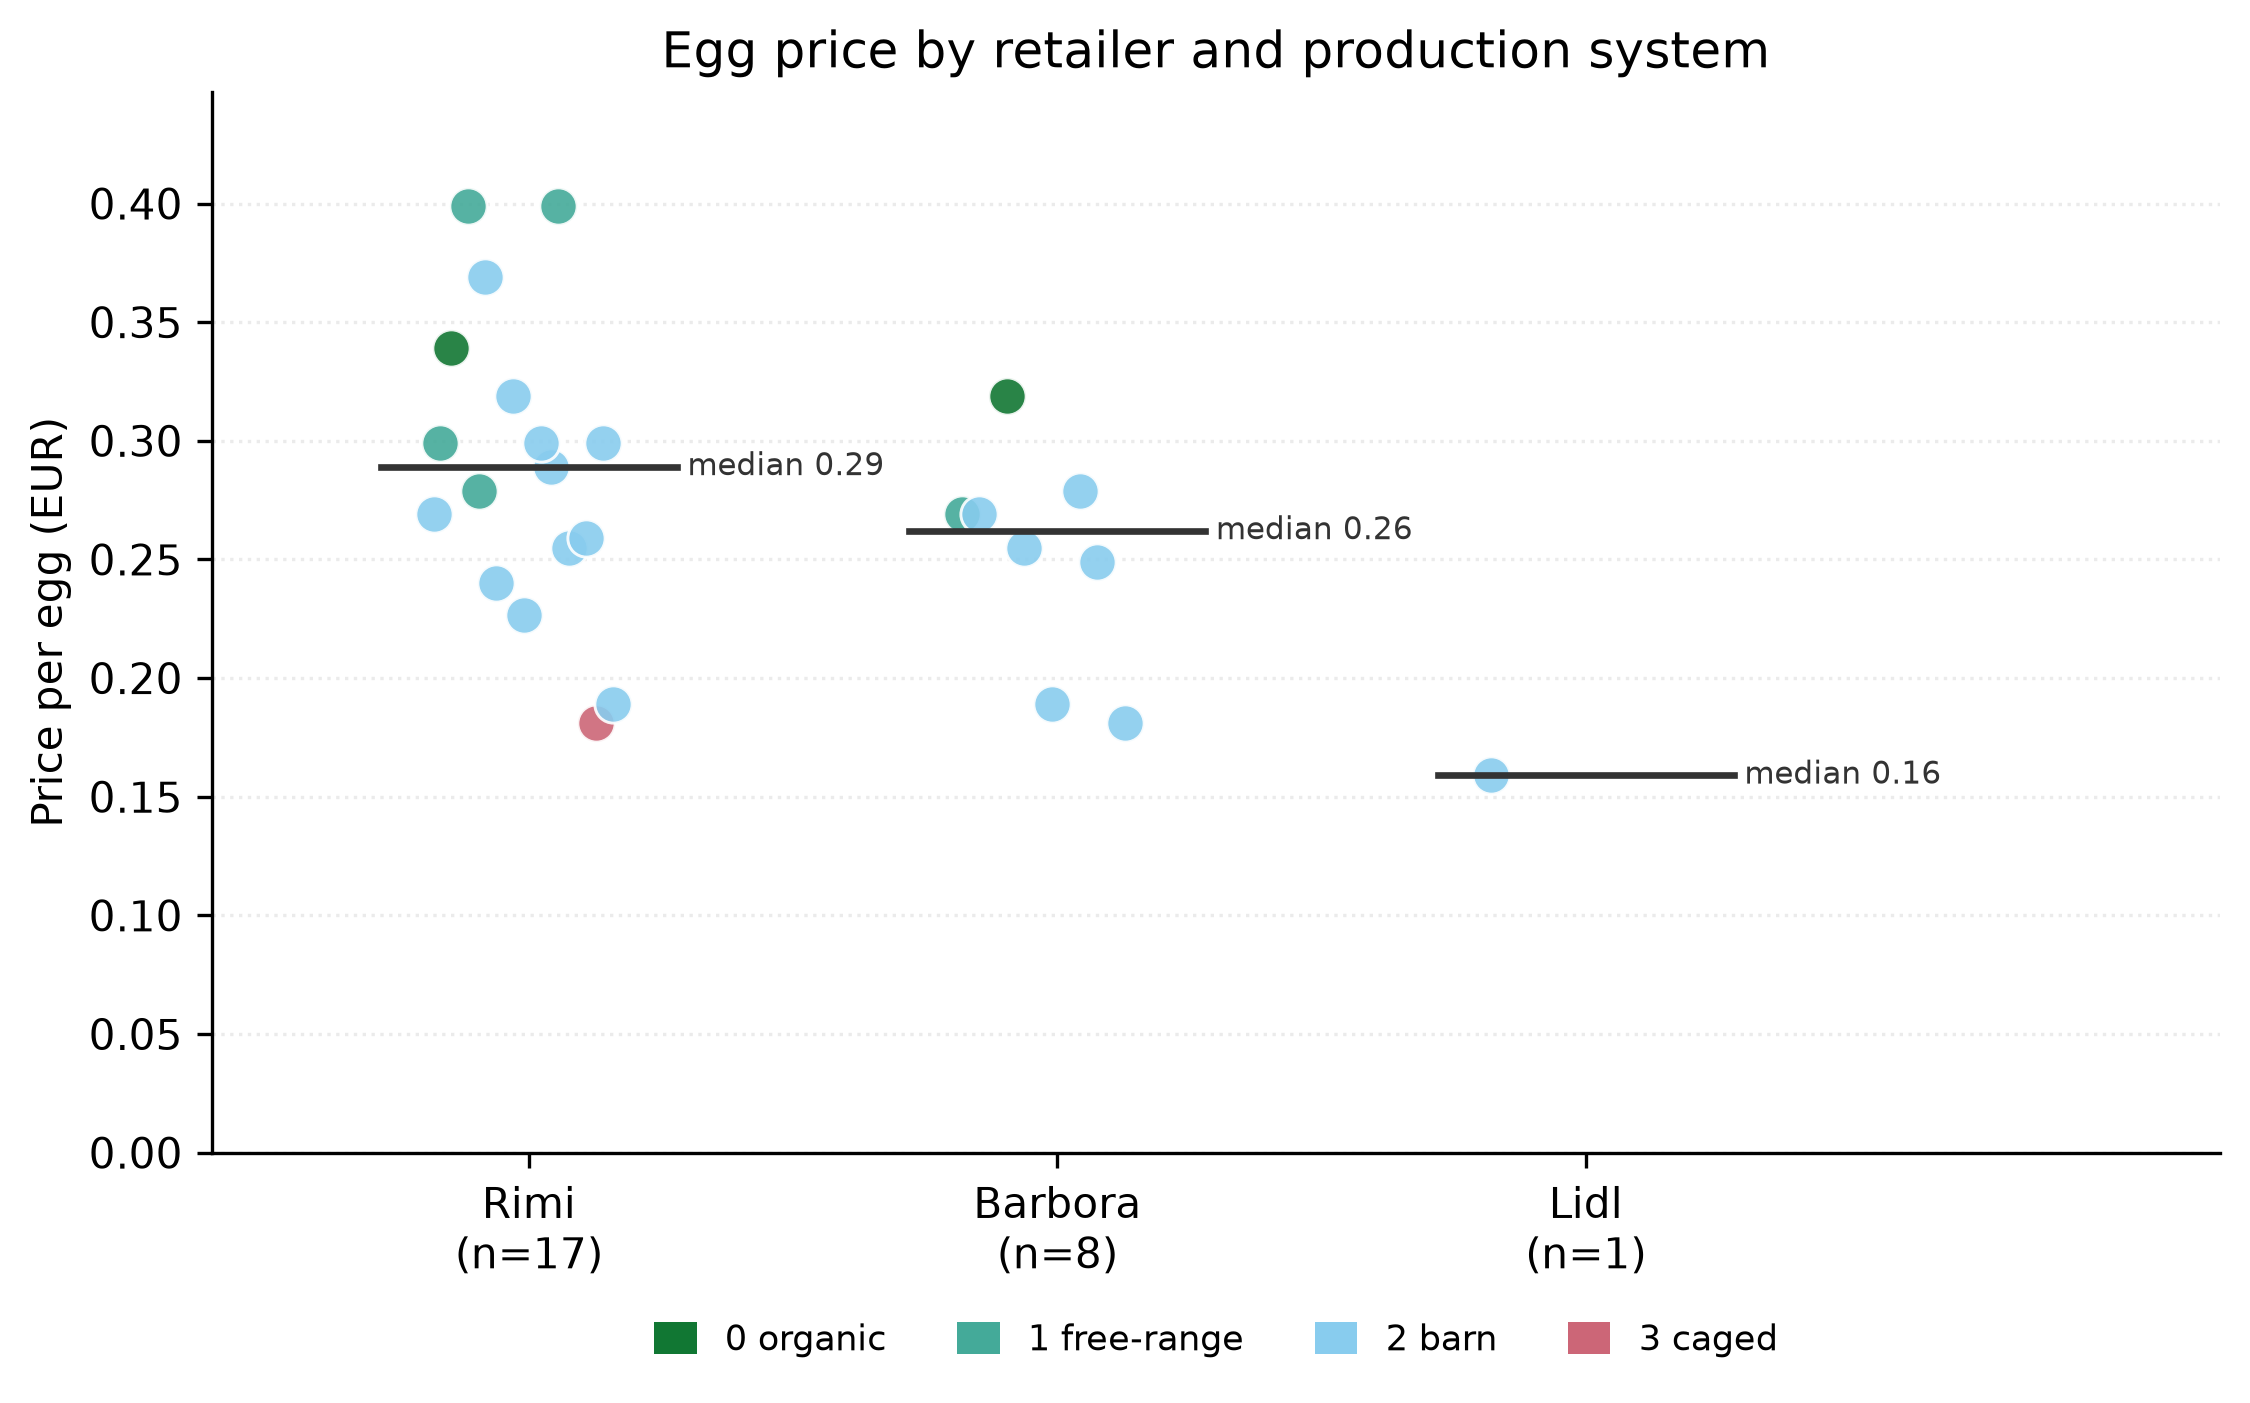 Egg price by retailer and production system
Price per egg (EUR)
0.40
0.35
0.30
0.25
0.20
0.15
0.10
0.05
0.00
median 0.29
median 0.26
median 0.16
Rimi
(n=17)
Barbora
(n=8)
Lidl
(n=1)
0 organic
1 free-range
2 barn
3 caged